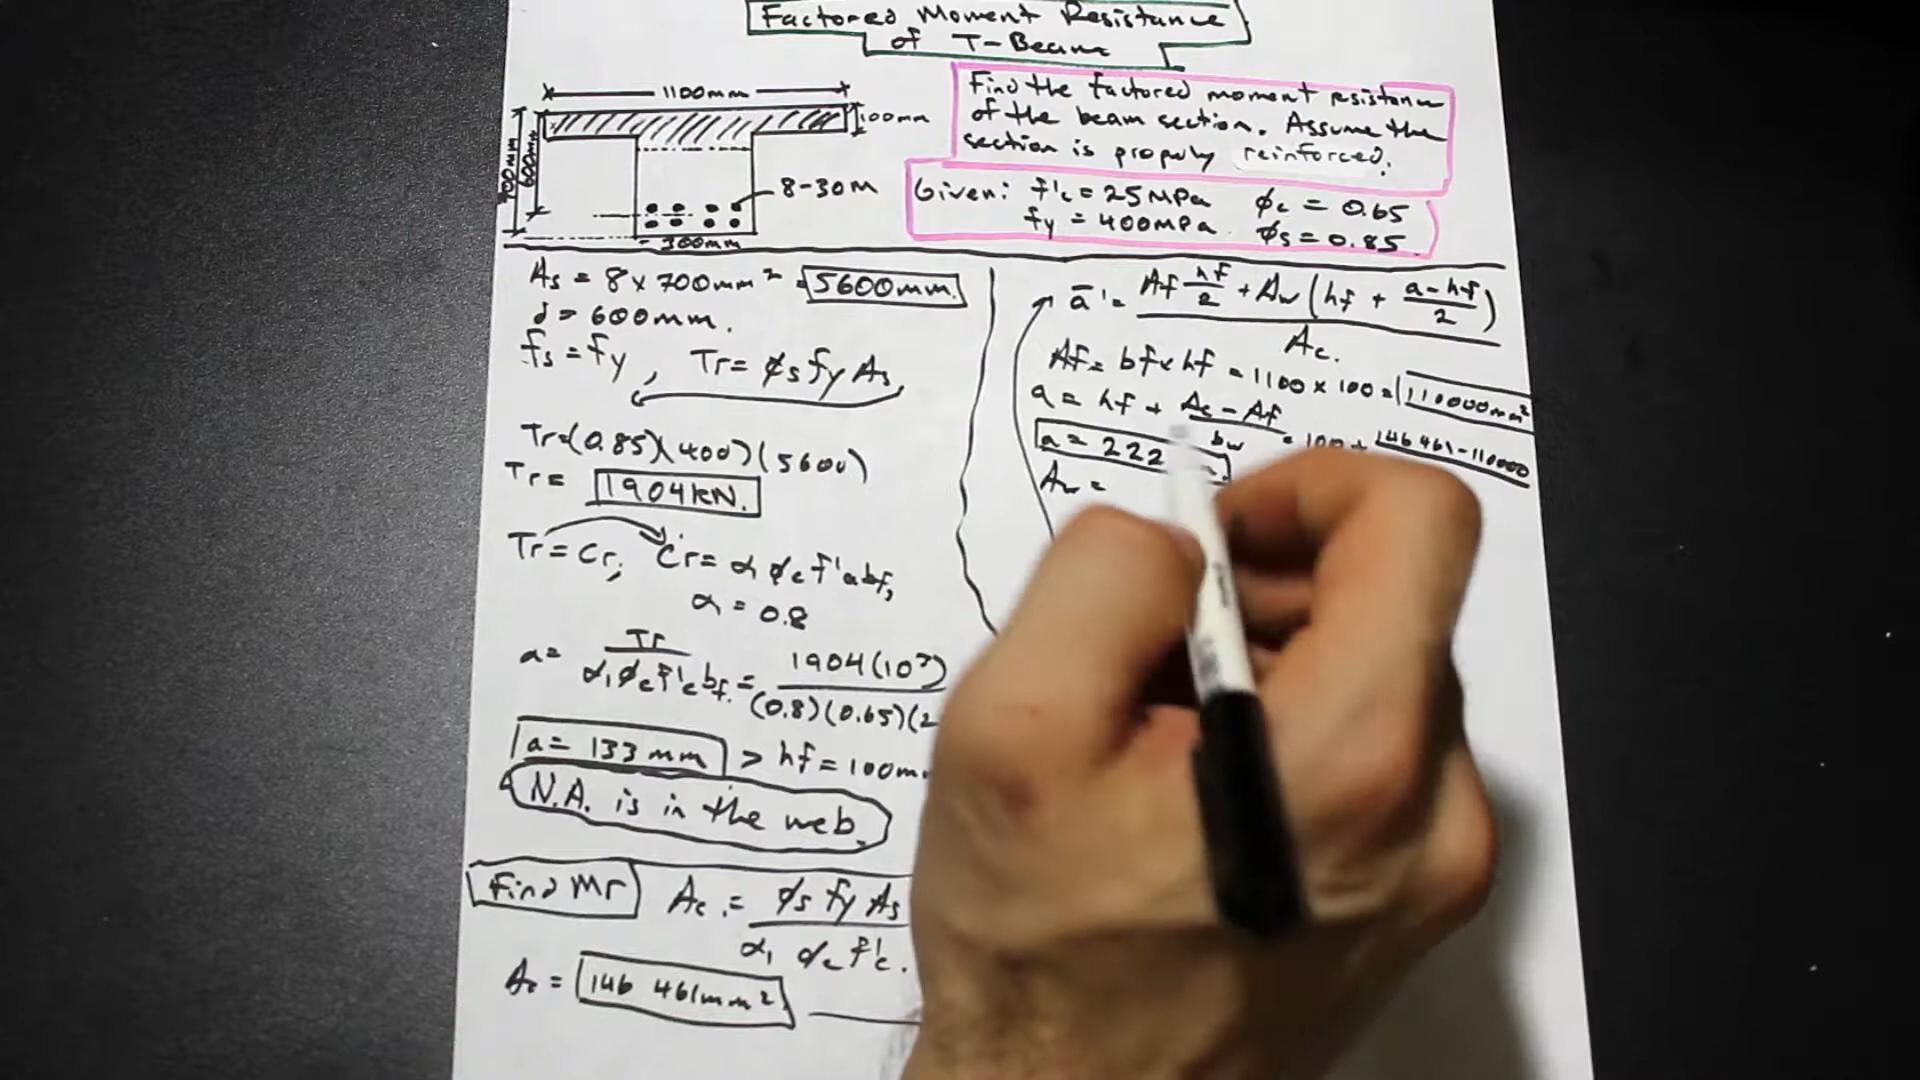 Factored Moment Resistance
of T-Beam
1100mm
100mm
700mm
600mm
8-30M
300mm
Find the factored moment resistance
of the beam section. Assume the
section is properly reinforced.
Given: f'c = 25MPa φc = 0.65
fy = 400MPa φs = 0.85
As = 8 x 700mm² = 5600mm.
d = 600mm.
fs = fy, Tr = φs fy As,
Tr = (0.85)(400)(5600)
Tr = 1904kN.
Tr = Cr; Cr = α φc f' a bf,
α = 0.8
a = Tr / α1 φc f'c bf. = 1904(10³) / (0.8)(0.65)(2
a = 133mm > hf = 100m
N.A. is in the web.
Find Mr Ac = φs fy As / α1 φc f'c.
Ac = 146 461mm²
ā' = Af hf/2 + Aw (hf + a-hf/2) / Ac.
Af = bf x hf = 1100 x 100 = 110000mm²
a = hf + Ac - Af / bw = 100 + 146 461 - 110000
a = 222
Aw =